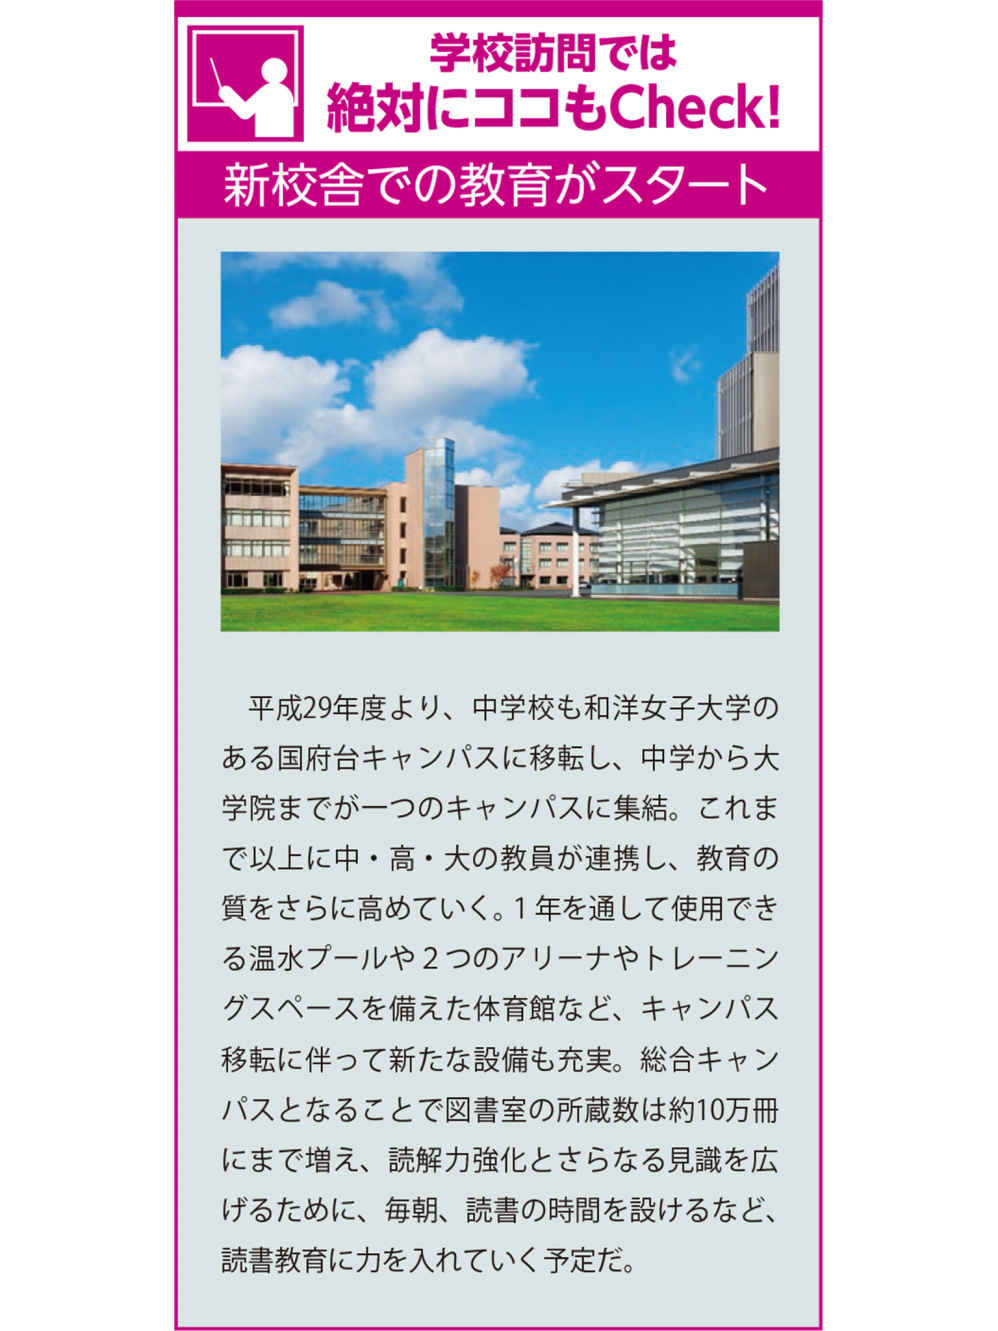 学校訪問では
絶対にココもCheck!
新校舎での教育がスタート
　平成29年度より、中学校も和洋女子大学の
ある国府台キャンパスに移転し、中学から大
学院までが一つのキャンパスに集結。これま
で以上に中・高・大の教員が連携し、教育の
質をさらに高めていく。１年を通して使用でき
る温水プールや２つのアリーナやトレーニン
グスペースを備えた体育館など、キャンパス
移転に伴って新たな設備も充実。総合キャン
パスとなることで図書室の所蔵数は約10万冊
にまで増え、読解力強化とさらなる見識を広
げるために、毎朝、読書の時間を設けるなど、
読書教育に力を入れていく予定だ。